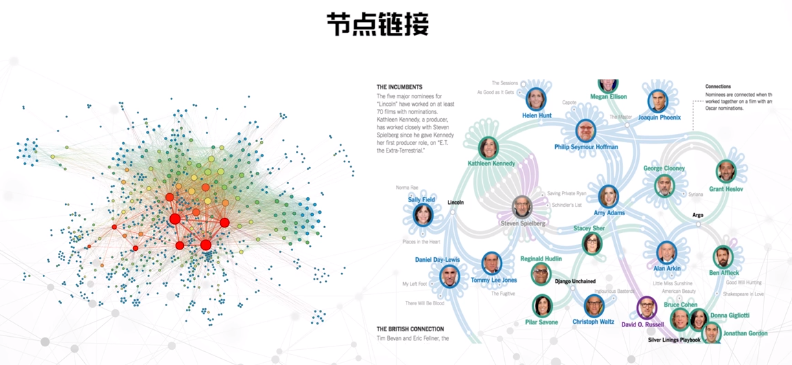 节点链接
THE INCUMBENTS
The five major nominees for
"Lincoln" have worked on at least
70 films with nominations.
Kathleen Kennedy, a producer,
has worked closely with Steven
Spielberg since he gave Kennedy
her first producer role, on "E.T.
the Extra-Terrestrial."
The Sessions
As Good as It Gets
Helen Hunt
Megan Ellison
Joaquin Phoenix
Connections
Nominees are connected when th
worked together on a film with an
Oscar nominations.
Capote
The Master
Philip Seymour Hoffman
Kathleen Kennedy
George Clooney
Grant Heslov
Norma Rae
Saving Private Ryan
Syriana
Sally Field
Lincoln
Schindler's List
Steven Spielberg
Amy Adams
Argo
Stacey Sher
Places in the Heart
Daniel Day-Lewis
Reginald Hudlin
Tommy Lee Jones
Alan Arkin
Ben Affleck
My Left Foot
Django Unchained
Little Miss Sunshine
Good Will Hunting
The Fugitive
Inglourious Basterds
American Beauty
Shakespeare in Love
There Will Be Blood
Bruce Cohen
Donna Gigliotti
Pilar Savone
Christoph Waltz
David O. Russell
Jonathan Gordon
Silver Linings Playbook
THE BRITISH CONNECTION
Tim Bevan and Eric Fellner, the